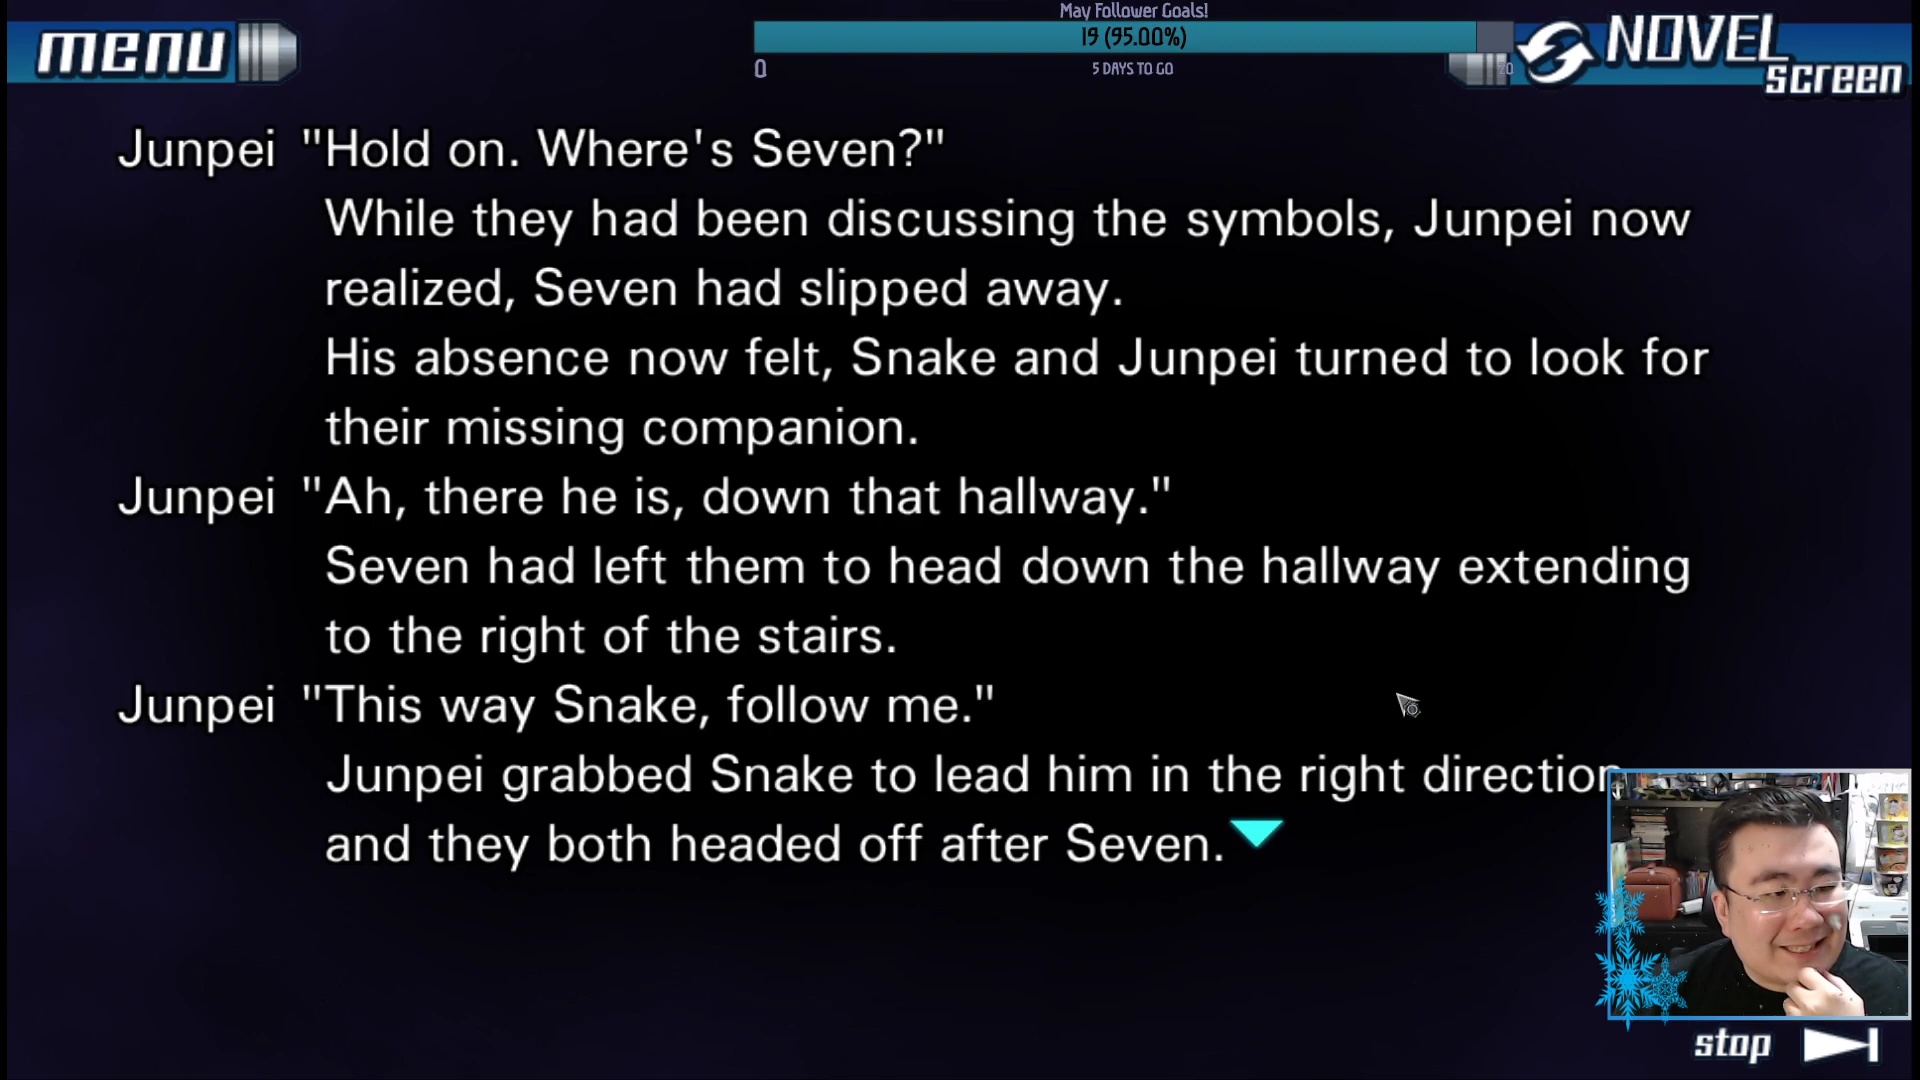 May Follower Goals!
menu
19 (95.00%)
NOVEL
screen
0
5 DAYS TO GO
20
Junpei "Hold on. Where's Seven?"
While they had been discussing the symbols, Junpei now
realized, Seven had slipped away.
His absence now felt, Snake and Junpei turned to look for
their missing companion.
Junpei "Ah, there he is, down that hallway."
Seven had left them to head down the hallway extending
to the right of the stairs.
Junpei "This way Snake, follow me."
Junpei grabbed Snake to lead him in the right direction
and they both headed off after Seven.
stop